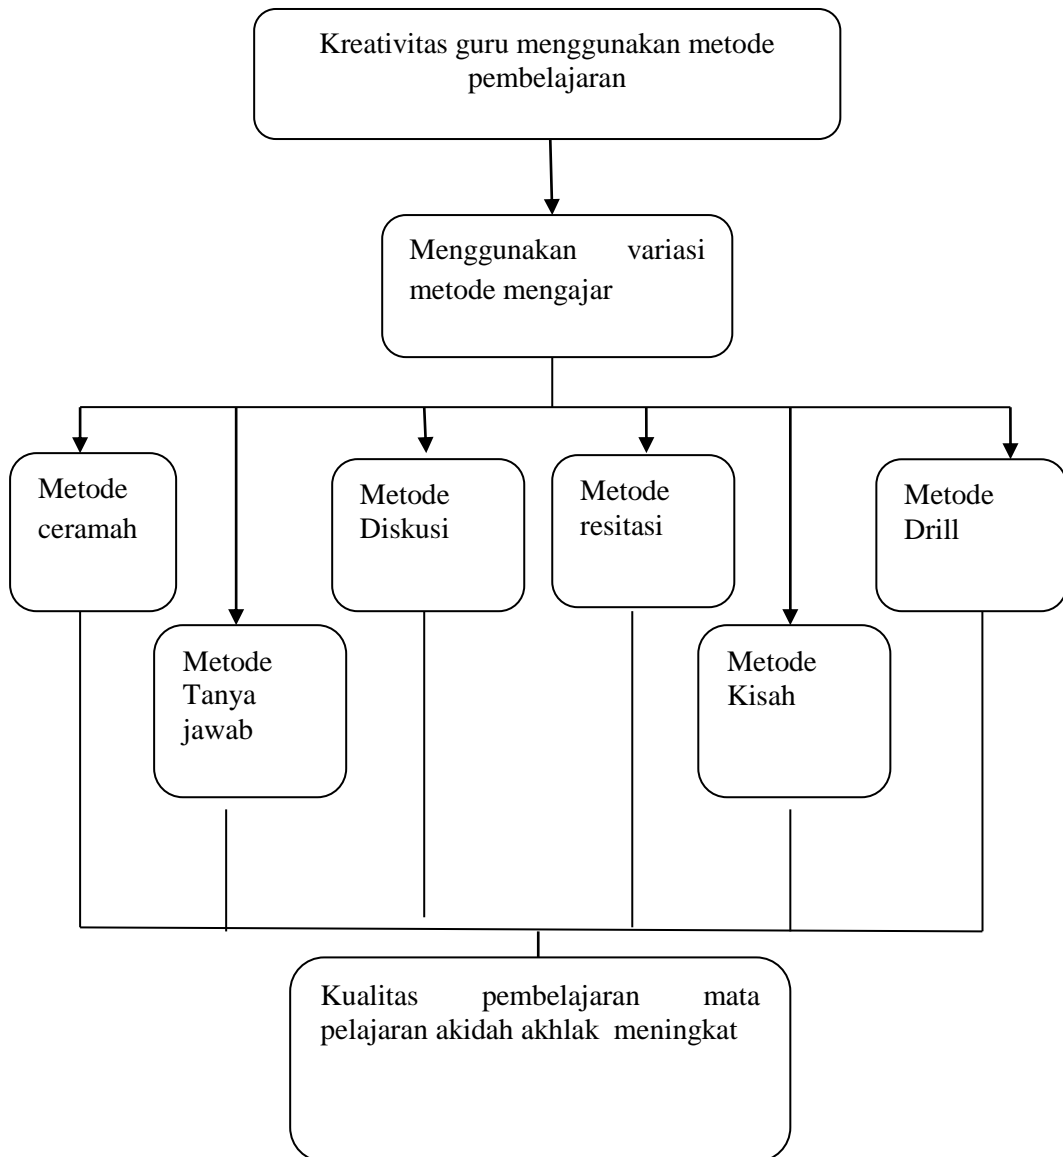 Kreativitas guru menggunakan metode
pembelajaran
Menggunakan variasi
metode mengajar
Metode
ceramah
Metode
Diskusi
Metode
resitasi
Metode
Drill
Metode
Tanya
jawab
Metode
Kisah
Kualitas pembelajaran mata
pelajaran akidah akhlak meningkat